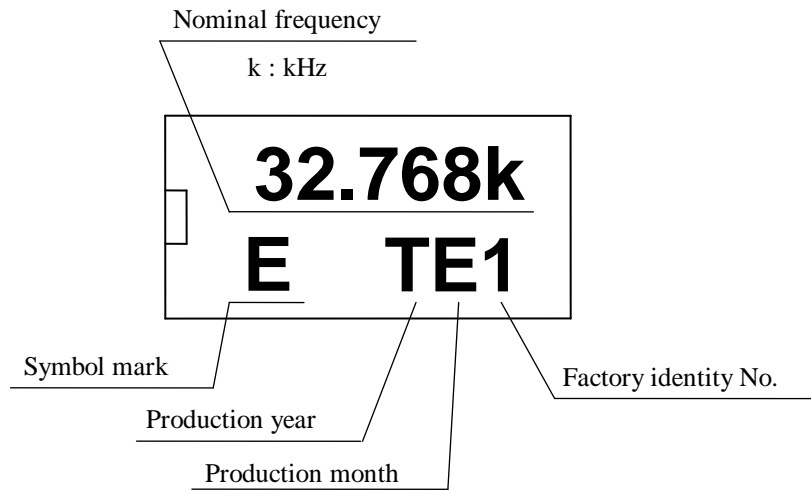 Nominal frequency
k : kHz
32.768k
E TE1
Symbol mark
Factory identity No.
Production year
Production month